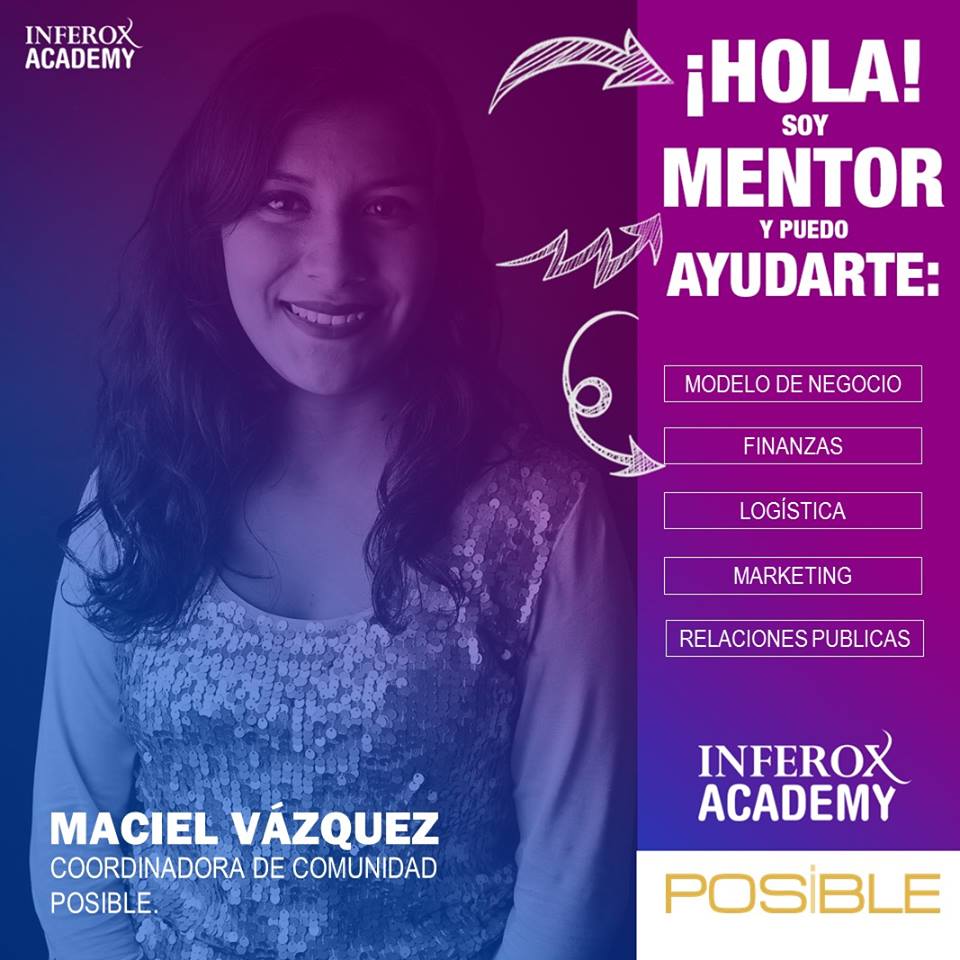 INFEROX
ACADEMY
¡HOLA!
SOY
MENTOR
Y PUEDO
AYUDARTE:
MODELO DE NEGOCIO
FINANZAS
LOGÍSTICA
MARKETING
RELACIONES PUBLICAS
INFEROX
ACADEMY
MACIEL VÁZQUEZ
COORDINADORA DE COMUNIDAD
POSIBLE.
POSiBLE